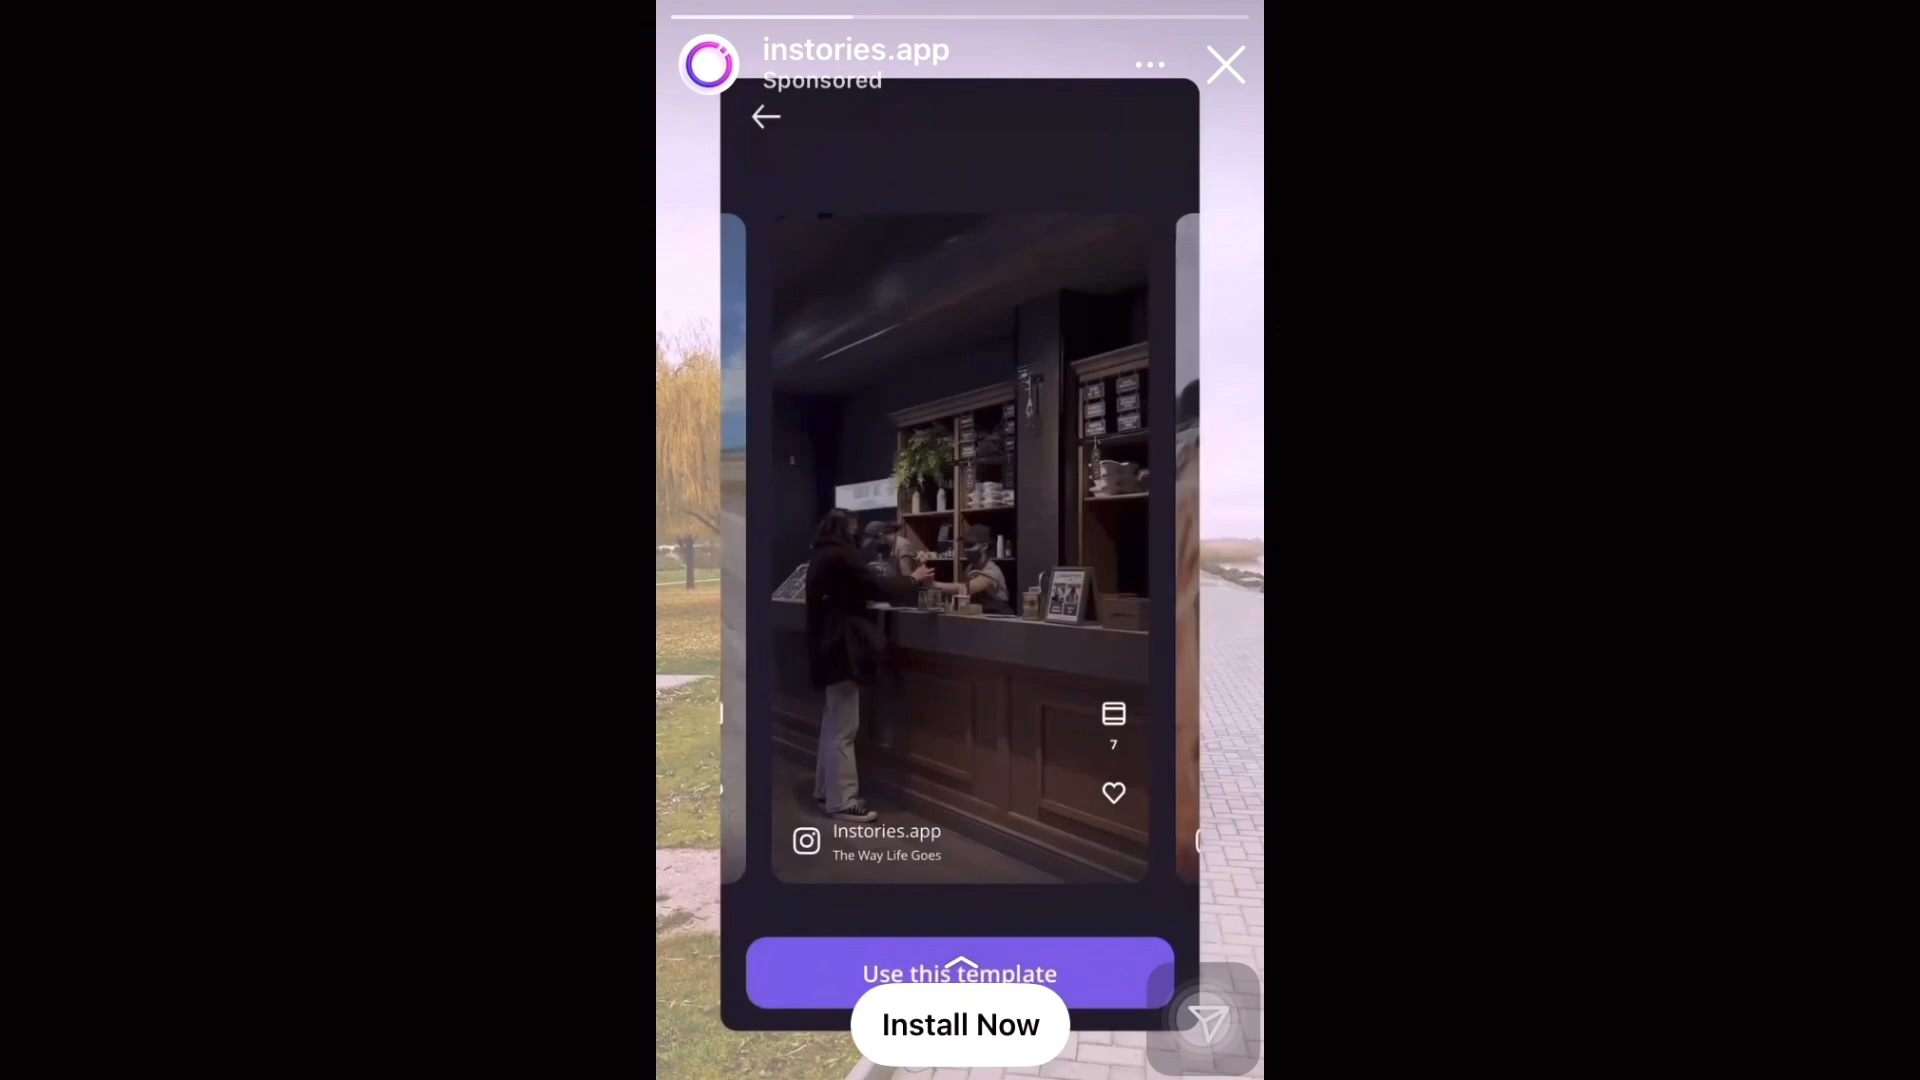 instories.app
Sponsored
7
Instories.app
The Way Life Goes
Use this template
Install Now